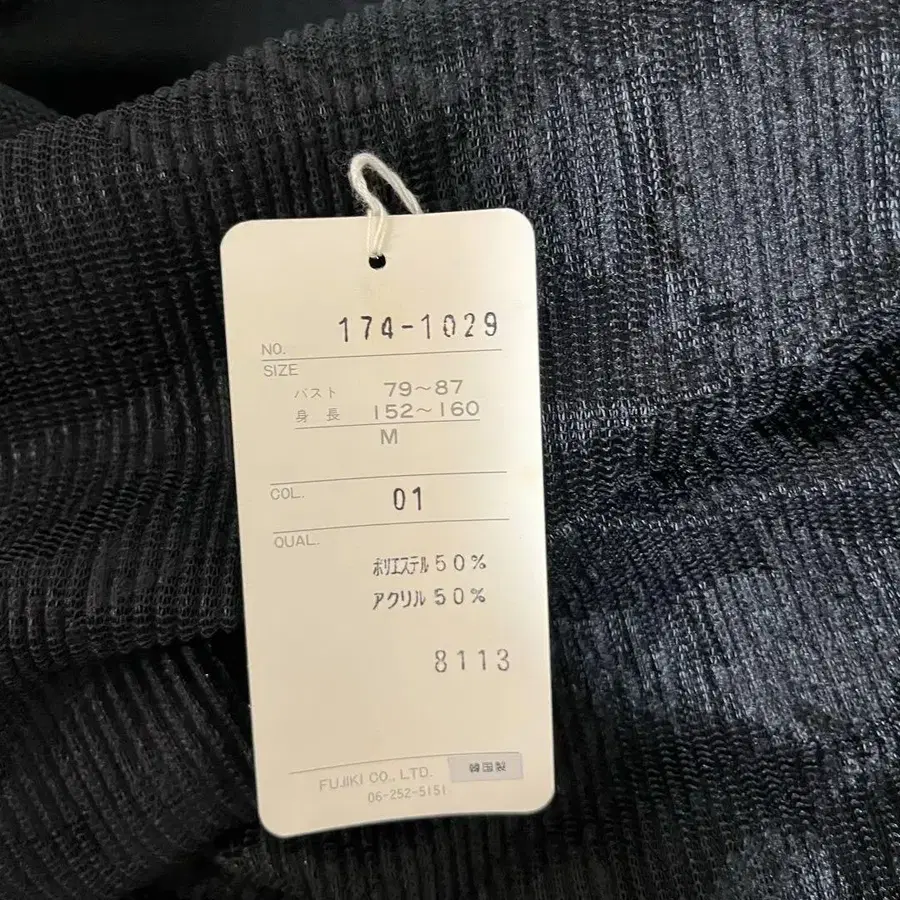 NO. 174-1029
SIZE
バスト 79～87
身長 152～160
M
COL. 01
QUAL.
ポリエステル50%
アクリル50%
8113
FUJIKI CO., LTD. 韓国製
06-252-5151